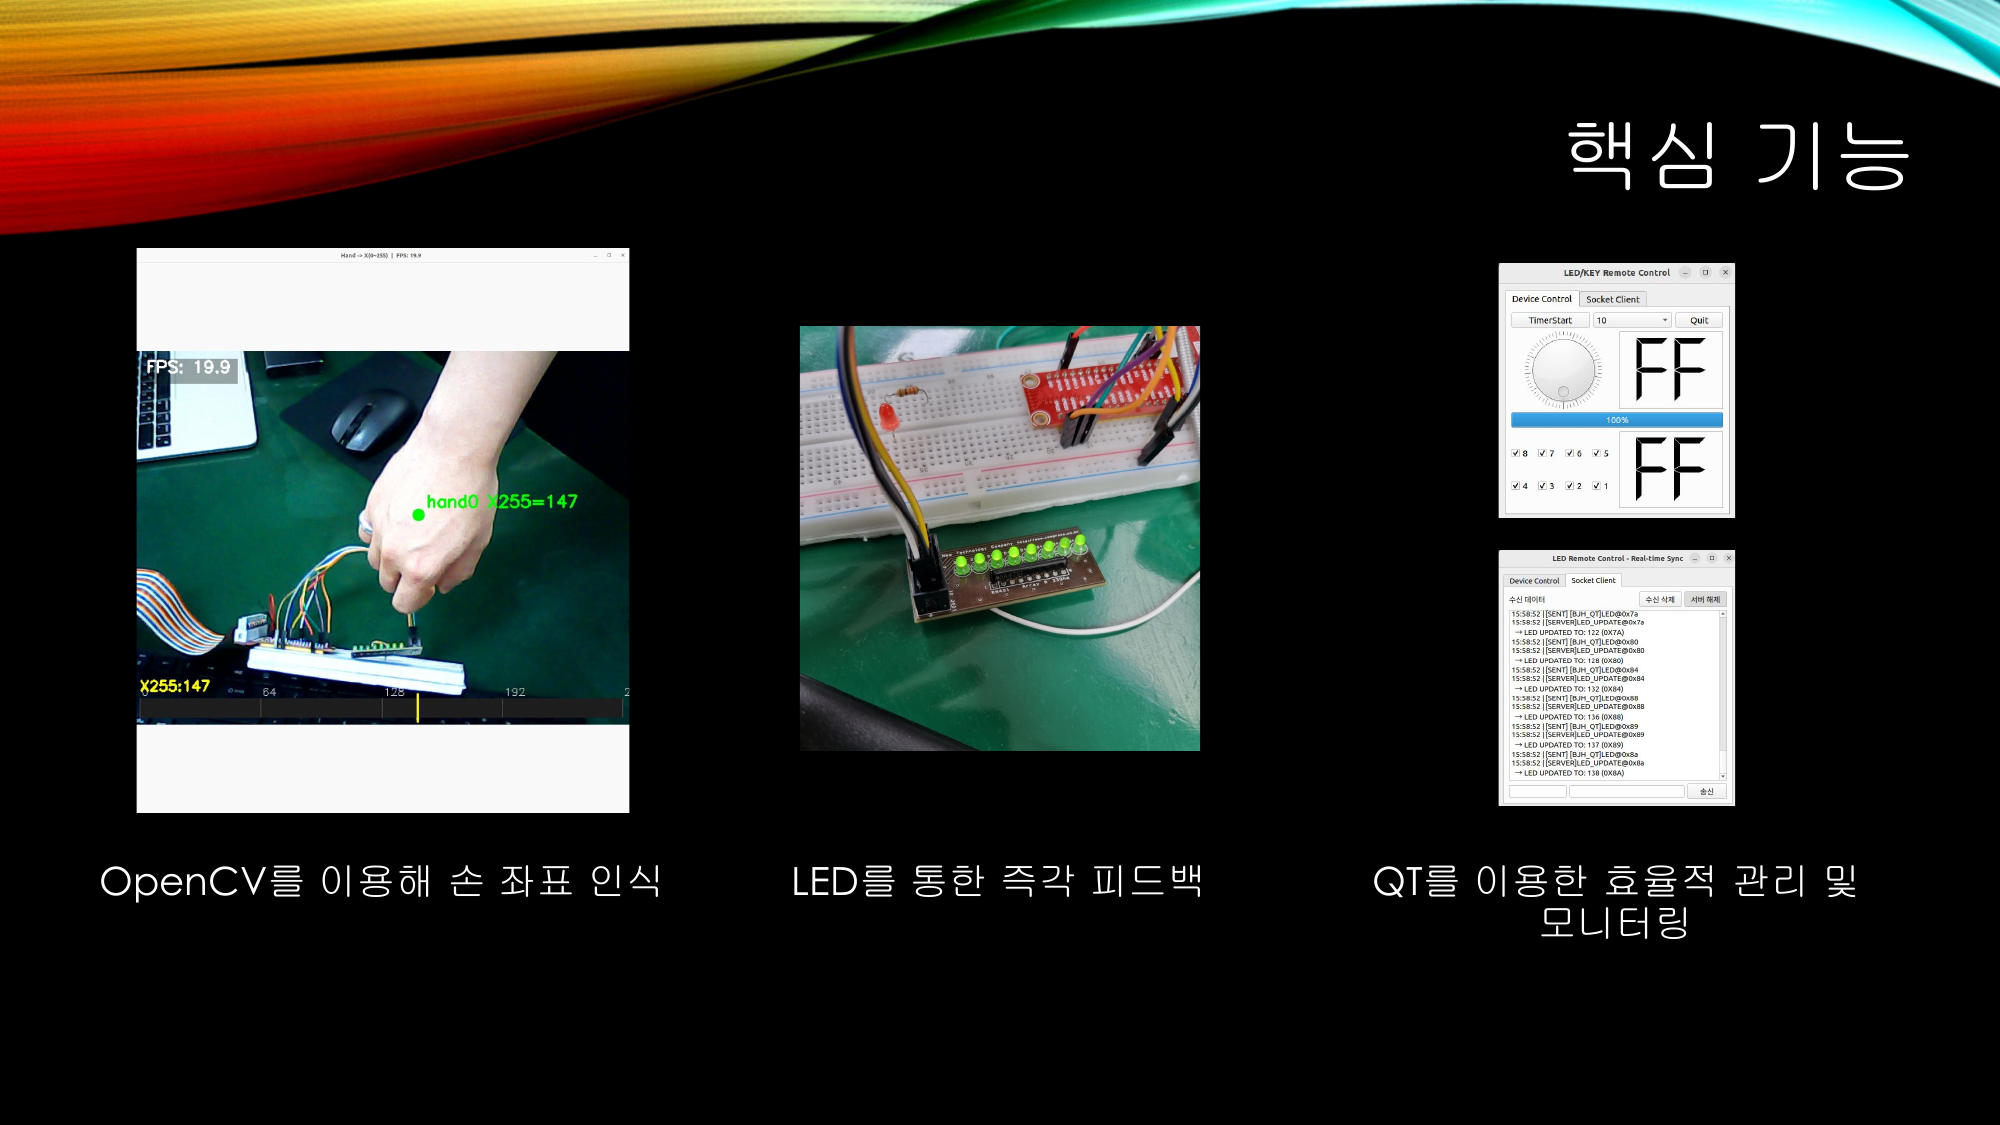 핵심 기능
Hand -> X(0~255) | FPS: 19.9
FPS: 19.9
hand0 X255=147
X255:147
64
128
192
LED/KEY Remote Control
Device Control
Socket Client
TimerStart
10
Quit
FF
100%
FF
8 7 6 5
4 3 2 1
LED Remote Control - Real-time Sync
Device Control
Socket Client
수신 데이터
수신 삭제
서버 해제
15:58:52 |[SENT] [BJH_QT]LED@0x7a
15:58:52 |[SERVER]LED_UPDATE@0x7a
→ LED UPDATED TO: 122 (0X7A)
15:58:52 |[SENT] [BJH_QT]LED@0x80
15:58:52 |[SERVER]LED_UPDATE@0x80
→ LED UPDATED TO: 128 (0X80)
15:58:52 |[SENT] [BJH_QT]LED@0x84
15:58:52 |[SERVER]LED_UPDATE@0x84
→ LED UPDATED TO: 132 (0X84)
15:58:52 |[SENT] [BJH_QT]LED@0x88
15:58:52 |[SERVER]LED_UPDATE@0x88
→ LED UPDATED TO: 136 (0X88)
15:58:52 |[SENT] [BJH_QT]LED@0x89
15:58:52 |[SERVER]LED_UPDATE@0x89
→ LED UPDATED TO: 137 (0X89)
15:58:52 |[SENT] [BJH_QT]LED@0x8a
15:58:52 |[SERVER]LED_UPDATE@0x8a
→ LED UPDATED TO: 138 (0X8A)
송신
New Technology Company
OpenCV를 이용해 손 좌표 인식
LED를 통한 즉각 피드백
QT를 이용한 효율적 관리 및
모니터링